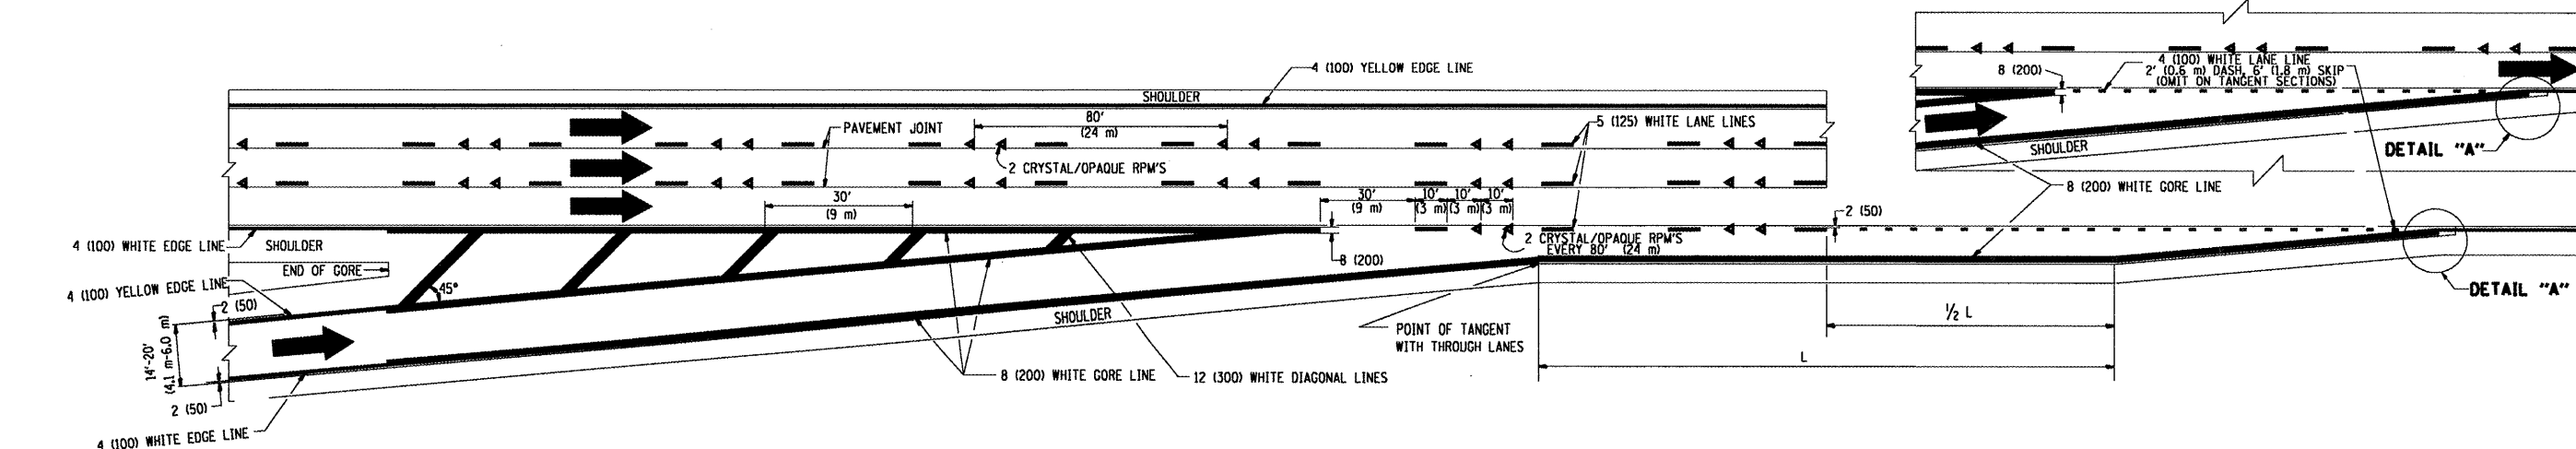 4 (100) YELLOW EDGE LINE
SHOULDER
80'
(24 m)
PAVEMENT JOINT
5 (125) WHITE LANE LINES
2 CRYSTAL/OPAQUE RPM'S
30'
(9 m)
30'
(9 m)
10'
(3 m)
10'
(3 m)
10'
(3 m)
4 (100) WHITE EDGE LINE
SHOULDER
END OF GORE
2 CRYSTAL/OPAQUE RPM'S
EVERY 80' (24 m)
8 (200)
2 (50)
4 (100) YELLOW EDGE LINE
2 (50)
45°
14'-20'
(4.1 m-6.0 m)
2 (50)
4 (100) WHITE EDGE LINE
SHOULDER
8 (200) WHITE GORE LINE
12 (300) WHITE DIAGONAL LINES
POINT OF TANGENT
WITH THROUGH LANES
½ L
L
8 (200)
4 (100) WHITE LANE LINE
2' (0.6 m) DASH, 6' (1.8 m) SKIP
(OMIT ON TANGENT SECTIONS)
SHOULDER
DETAIL "A"
8 (200) WHITE GORE LINE
DETAIL "A"